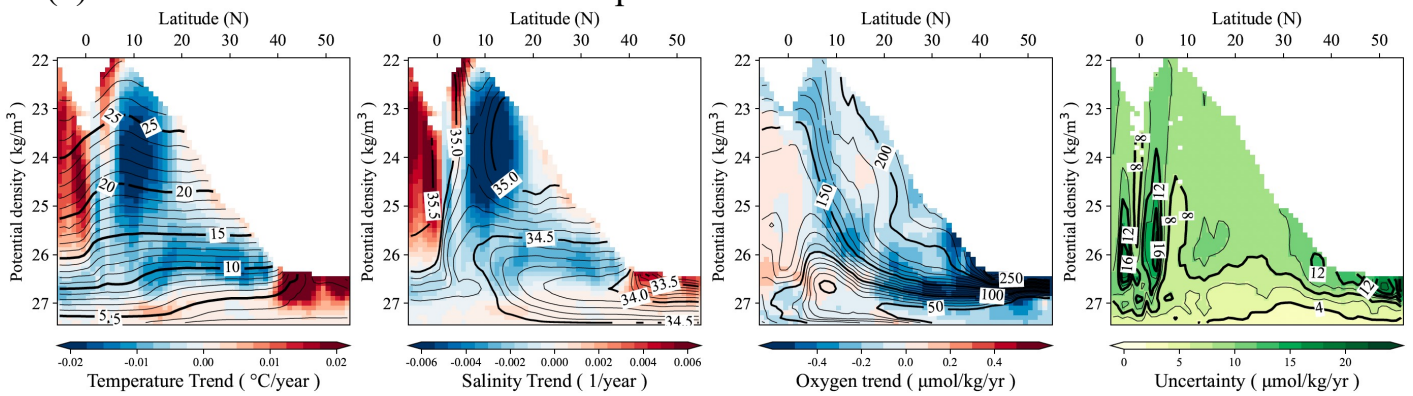 Latitude (N)
0 10 20 30 40 50
22
23
24
25
26
27
Potential density ( kg/m³ )
25
25
20
20
15
10
5.5
-0.02 -0.01 0.00 0.01 0.02
Temperature Trend ( °C/year )
Latitude (N)
0 10 20 30 40 50
22
23
24
25
26
27
Potential density ( kg/m³ )
35.0
35.0
35.5
34.5
34.0
33.5
34.5
-0.006 -0.004 -0.002 0.000 0.002 0.004 0.006
Salinity Trend ( 1/year )
Latitude (N)
0 10 20 30 40 50
22
23
24
25
26
27
Potential density ( kg/m³ )
200
150
250
100
50
-0.4 -0.2 0.0 0.2 0.4
Oxygen trend ( μmol/kg/yr )
Latitude (N)
0 10 20 30 40 50
22
23
24
25
26
27
Potential density ( kg/m³ )
8
8
12
8
8
12
16
16
12
12
4
0 5 10 15 20
Uncertainty ( μmol/kg/yr )